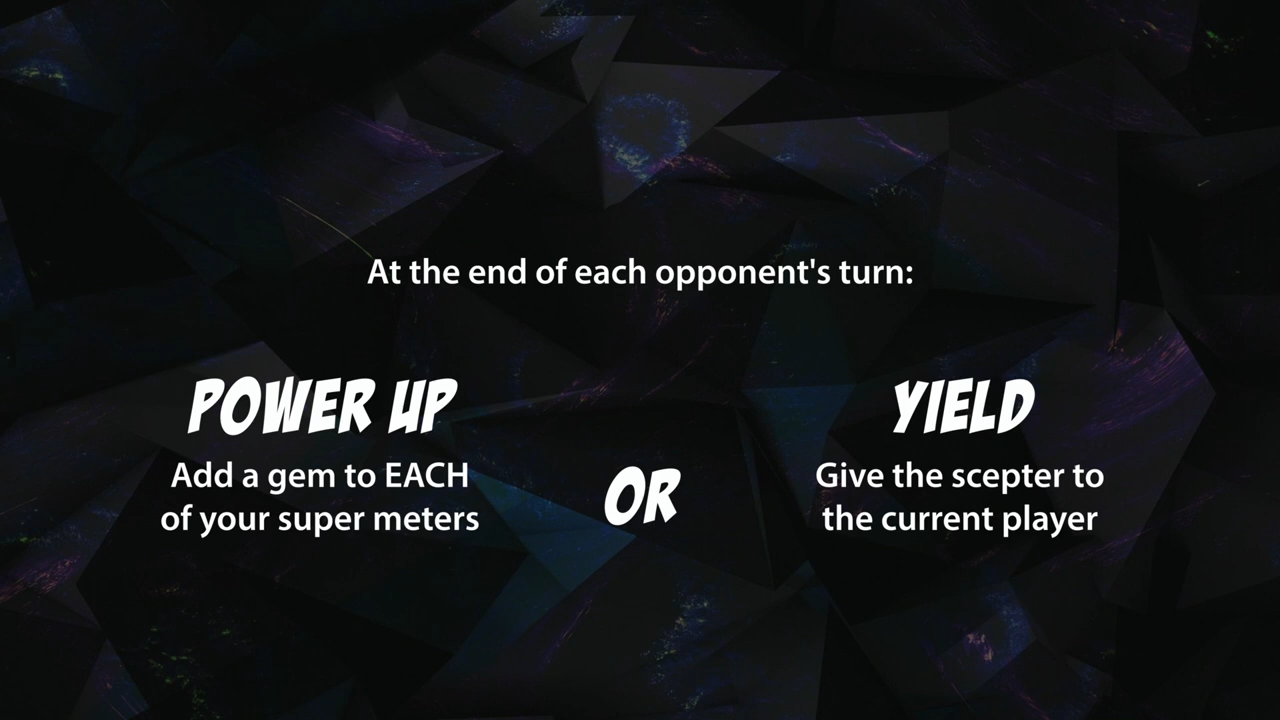 At the end of each opponent's turn:
POWER UP
Add a gem to EACH
of your super meters
OR
YIELD
Give the scepter to
the current player